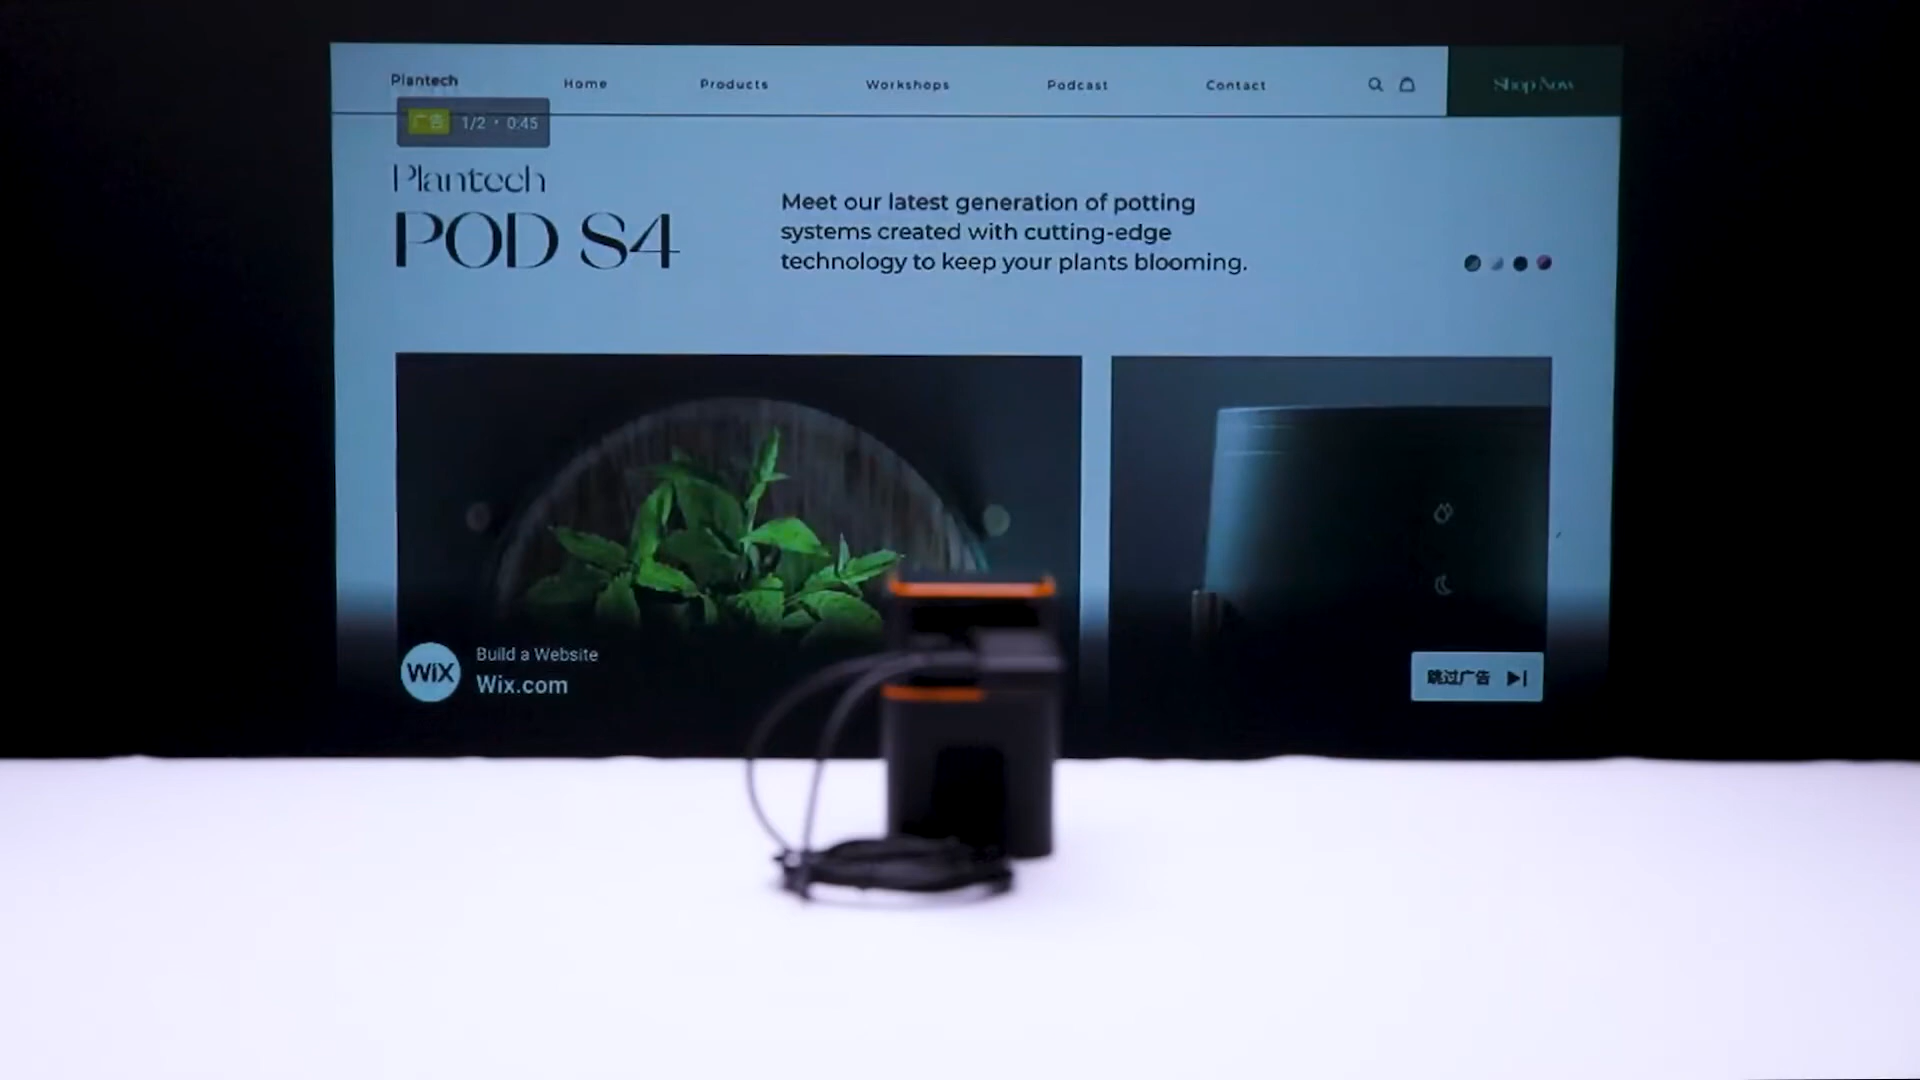 Plantech
Home
Products
Workshops
Podcast
Contact
Shop Now
广告 1/2 • 0:45
Plantech
POD S4
Meet our latest generation of potting
systems created with cutting-edge
technology to keep your plants blooming.
WiX
Build a Website
Wix.com
跳过广告